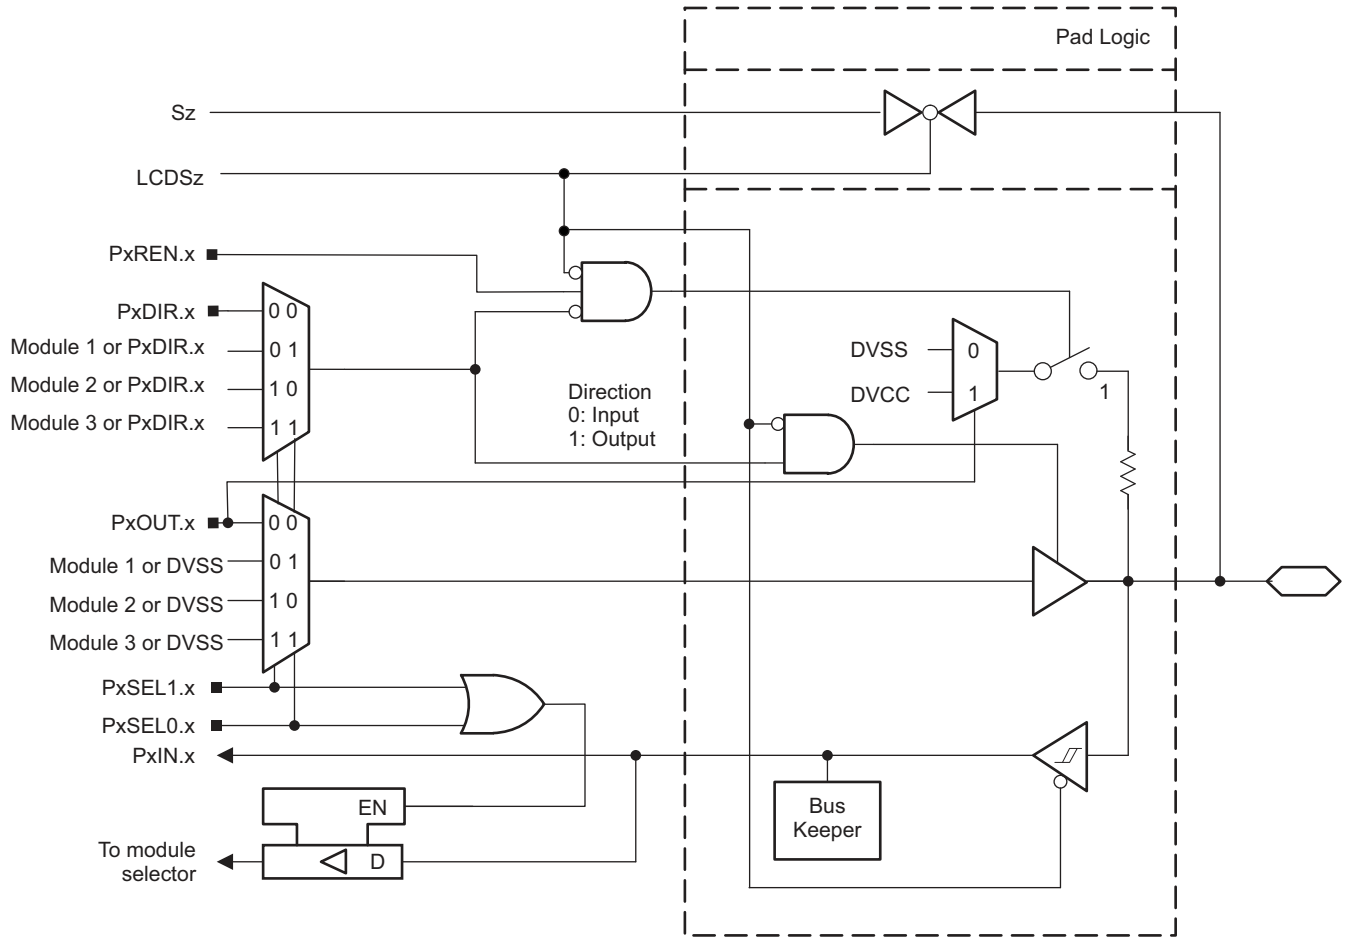 Pad Logic
Sz
LCDSz
PxREN.x
PxDIR.x
0 0
Module 1 or PxDIR.x
0 1
Module 2 or PxDIR.x
1 0
Module 3 or PxDIR.x
1 1
Direction
0: Input
1: Output
DVSS
0
DVCC
1
1
PxOUT.x
0 0
Module 1 or DVSS
0 1
Module 2 or DVSS
1 0
Module 3 or DVSS
1 1
PxSEL1.x
PxSEL0.x
PxIN.x
EN
Bus
Keeper
To module
selector
D